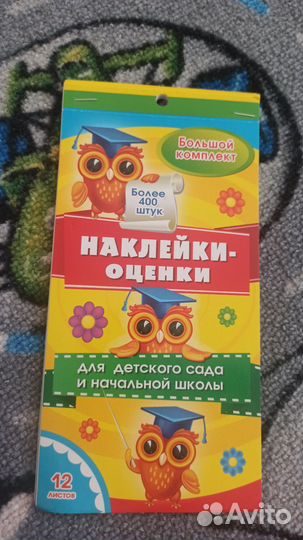 Большой
комплект
Более
400
штук
НАКЛЕЙКИ-
ОЦЕНКИ
для детского сада
и начальной школы
12
листов
Avito